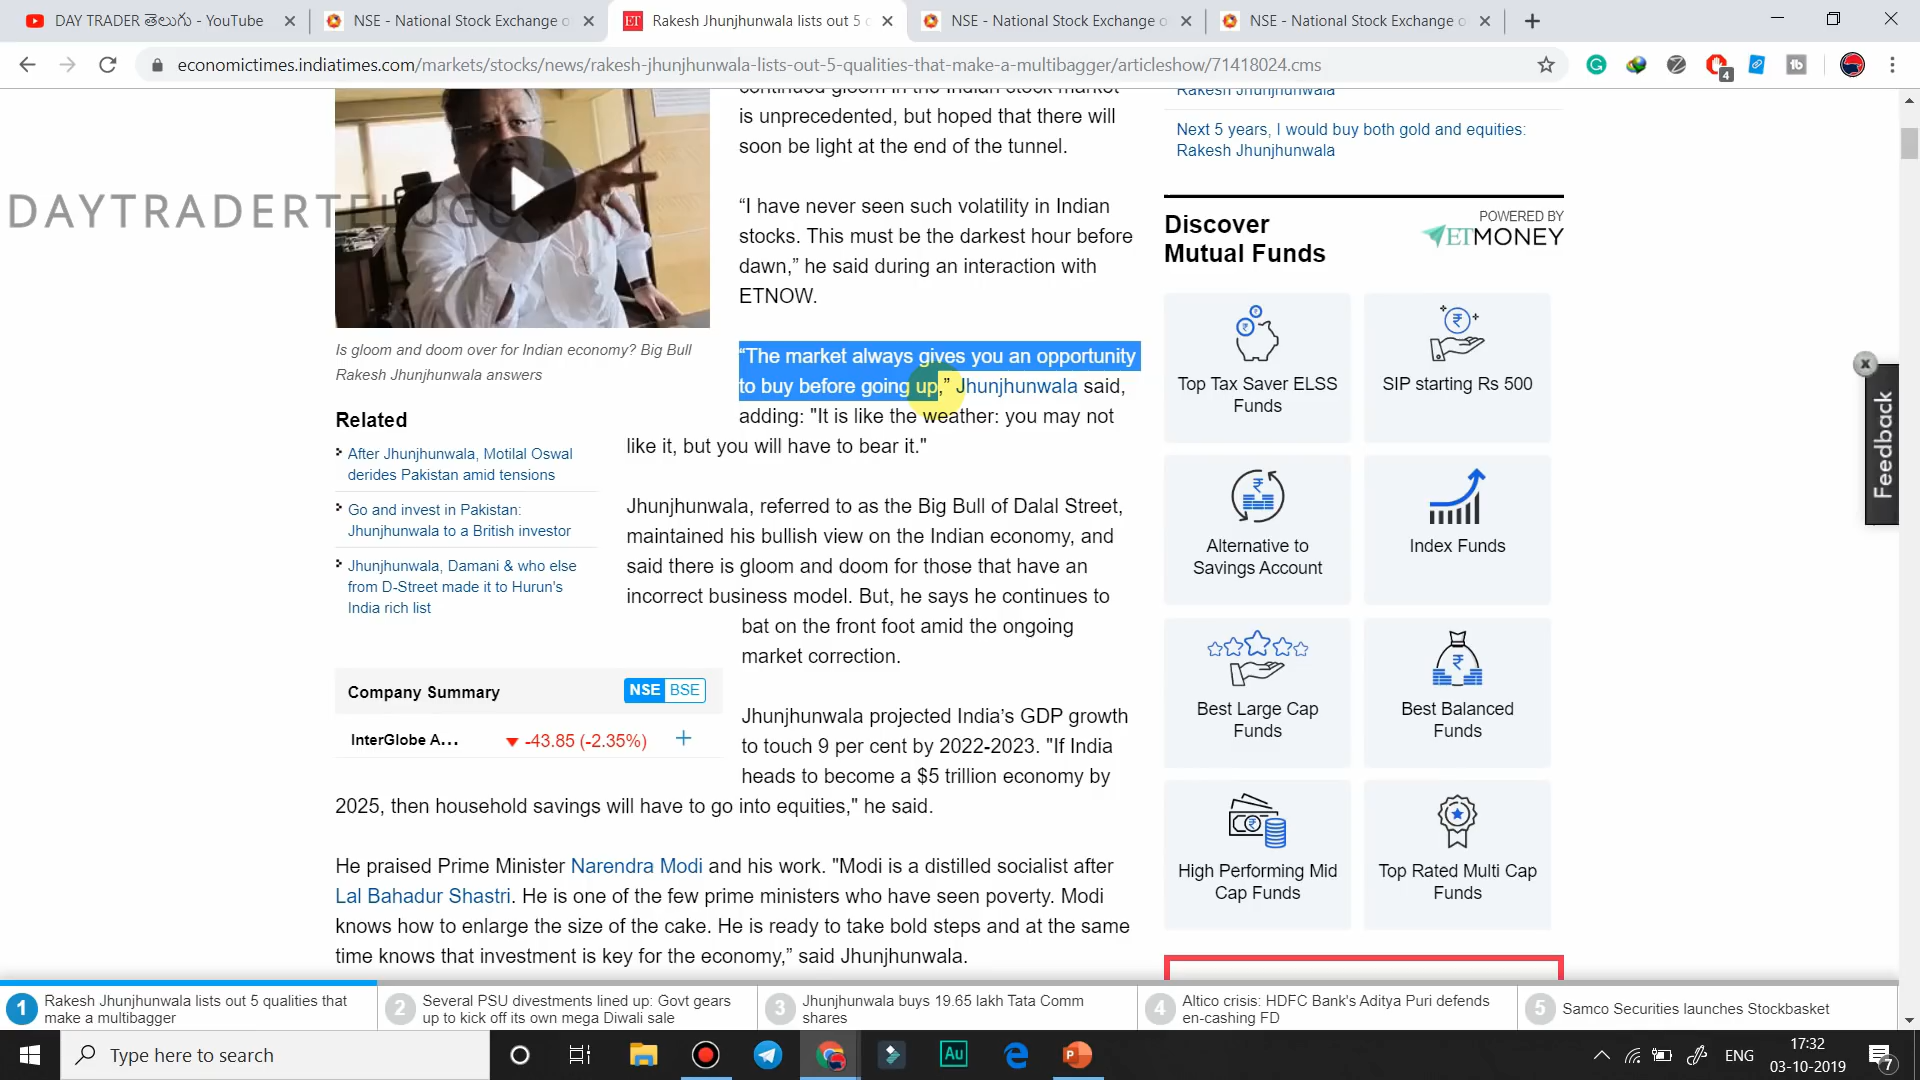 DAY TRADER తెలుగు - YouTube
NSE - National Stock Exchange o
Rakesh Jhunjhunwala lists out 5 q
NSE - National Stock Exchange o
NSE - National Stock Exchange o
economictimes.indiatimes.com/markets/stocks/news/rakesh-jhunjhunwala-lists-out-5-qualities-that-make-a-multibagger/articleshow/71418024.cms
4
DAYTRADERTELUGU
Is gloom and doom over for Indian economy? Big Bull
Rakesh Jhunjhunwala answers
Related
After Jhunjhunwala, Motilal Oswal
derides Pakistan amid tensions
Go and invest in Pakistan:
Jhunjhunwala to a British investor
Jhunjhunwala, Damani & who else
from D-Street made it to Hurun's
India rich list
Company Summary
NSE BSE
InterGlobe A... ▼ -43.85 (-2.35%) +
continued gloom in the Indian stock market
is unprecedented, but hoped that there will
soon be light at the end of the tunnel.
“I have never seen such volatility in Indian
stocks. This must be the darkest hour before
dawn,” he said during an interaction with
ETNOW.
“The market always gives you an opportunity
to buy before going up,” Jhunjhunwala said,
adding: "It is like the weather: you may not
like it, but you will have to bear it."
Jhunjhunwala, referred to as the Big Bull of Dalal Street,
maintained his bullish view on the Indian economy, and
said there is gloom and doom for those that have an
incorrect business model. But, he says he continues to
bat on the front foot amid the ongoing
market correction.
Jhunjhunwala projected India’s GDP growth
to touch 9 per cent by 2022-2023. "If India
heads to become a $5 trillion economy by
2025, then household savings will have to go into equities," he said.
He praised Prime Minister Narendra Modi and his work. "Modi is a distilled socialist after
Lal Bahadur Shastri. He is one of the few prime ministers who have seen poverty. Modi
knows how to enlarge the size of the cake. He is ready to take bold steps and at the same
time knows that investment is key for the economy,” said Jhunjhunwala.
Rakesh Jhunjhunwala
Next 5 years, I would buy both gold and equities:
Rakesh Jhunjhunwala
Discover
Mutual Funds
POWERED BY
ETMONEY
Top Tax Saver ELSS
Funds
SIP starting Rs 500
Alternative to
Savings Account
Index Funds
Best Large Cap
Funds
Best Balanced
Funds
High Performing Mid
Cap Funds
Top Rated Multi Cap
Funds
x
Feedback
1 Rakesh Jhunjhunwala lists out 5 qualities that
make a multibagger
2 Several PSU divestments lined up: Govt gears
up to kick off its own mega Diwali sale
3 Jhunjhunwala buys 19.65 lakh Tata Comm
shares
4 Altico crisis: HDFC Bank's Aditya Puri defends
en-cashing FD
5 Samco Securities launches Stockbasket
Type here to search
Au
ENG
17:32
03-10-2019
7